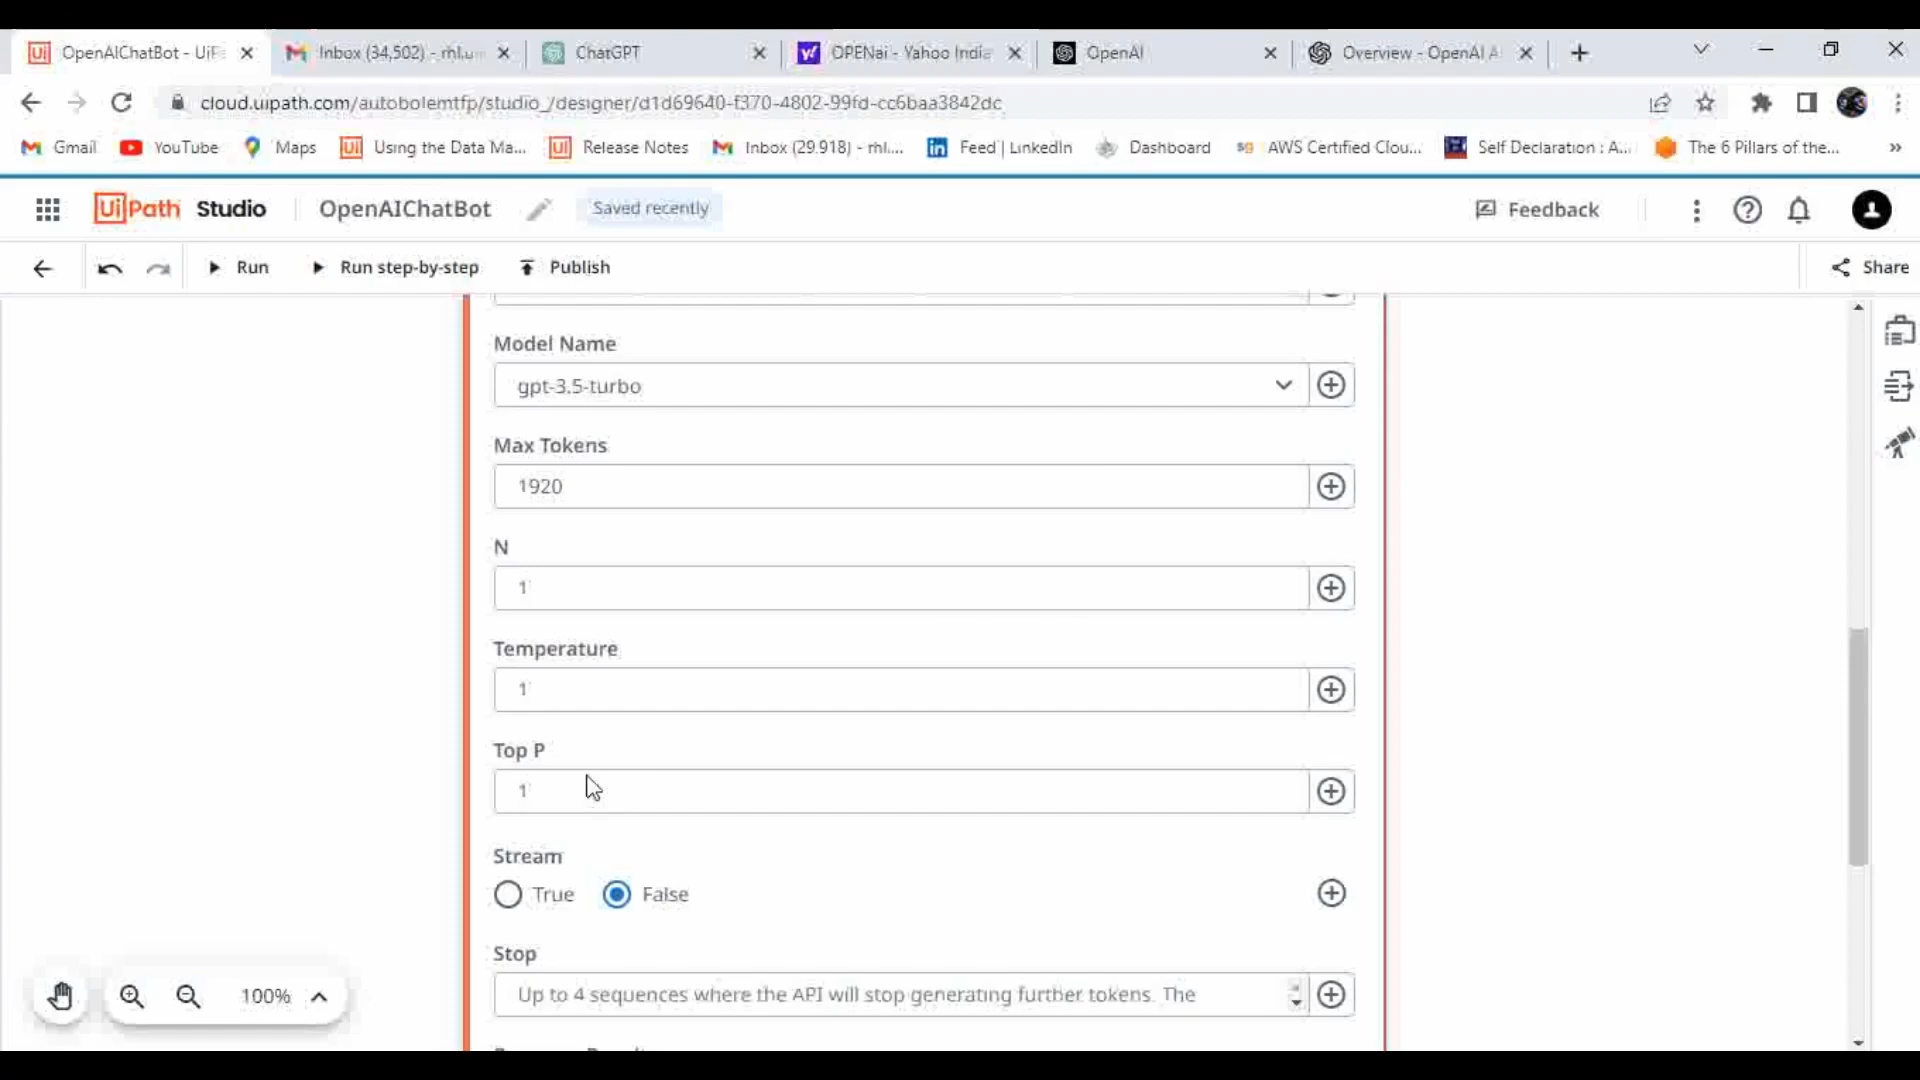 OpenAIChatBot - UiPa
Inbox (34,502) - rhl.um
ChatGPT
OPENai - Yahoo India
OpenAI
Overview - OpenAI A
cloud.uipath.com/autobolemtfp/studio_/designer/d1d69640-f370-4802-99fd-cc6baa3842dc
Gmail
YouTube
Maps
Using the Data Ma...
Release Notes
Inbox (29.918) - rhl....
Feed | LinkedIn
Dashboard
AWS Certified Clou...
Self Declaration : A...
The 6 Pillars of the...
UiPath Studio
OpenAIChatBot
Saved recently
Feedback
Run
Run step-by-step
Publish
Share
Model Name
gpt-3.5-turbo
Max Tokens
1920
N
1
Temperature
1
Top P
1
Stream
True
False
Stop
Up to 4 sequences where the API will stop generating further tokens. The
100%